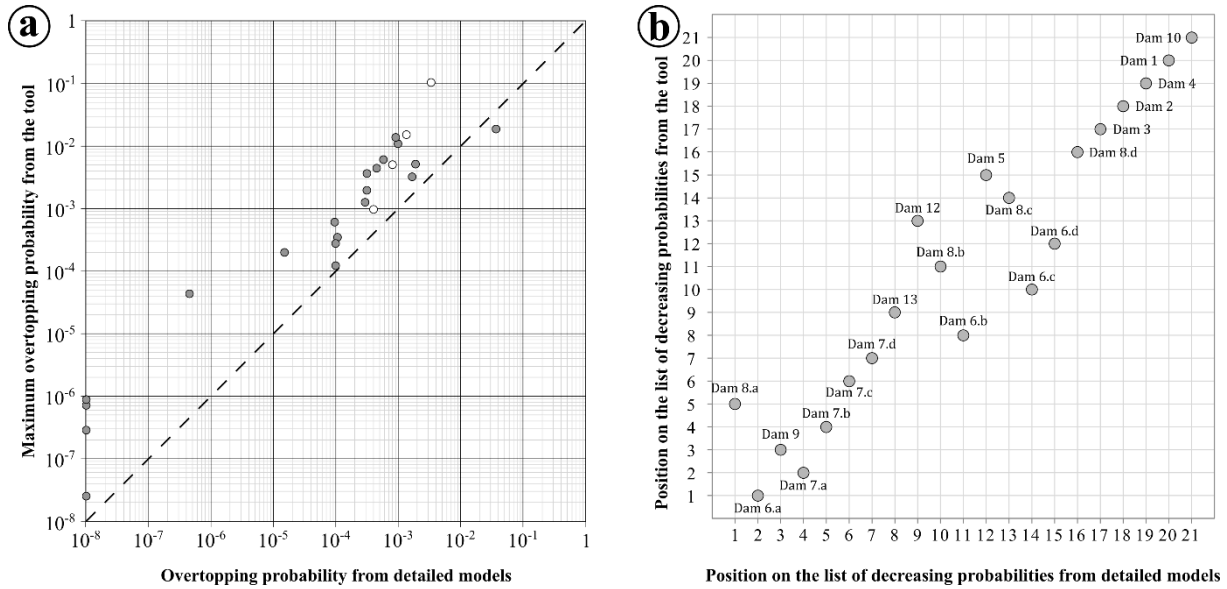 a
Maximum overtopping probability from the tool
1
10-1
10-2
10-3
10-4
10-5
10-6
10-7
10-8
10-8 10-7 10-6 10-5 10-4 10-3 10-2 10-1 1
Overtopping probability from detailed models
b
Position on the list of decreasing probabilities from the tool
21
20
19
18
17
16
15
14
13
12
11
10
9
8
7
6
5
4
3
2
1
Dam 10
Dam 1
Dam 4
Dam 2
Dam 3
Dam 8.d
Dam 5
Dam 8.c
Dam 12
Dam 6.d
Dam 8.b
Dam 6.c
Dam 13
Dam 6.b
Dam 7.d
Dam 7.c
Dam 8.a
Dam 7.b
Dam 9
Dam 7.a
Dam 6.a
1 2 3 4 5 6 7 8 9 10 11 12 13 14 15 16 17 18 19 20 21
Position on the list of decreasing probabilities from detailed models